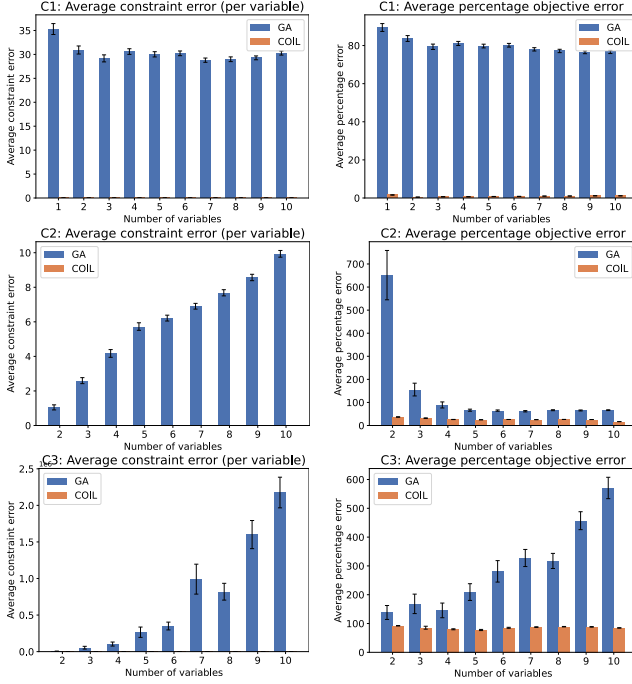 C1: Average constraint error (per variable)
Average constraint error
35
30
25
20
15
10
5
0
GA
COIL
1 2 3 4 5 6 7 8 9 10
Number of variables
C1: Average percentage objective error
Average percentage error
80
60
40
20
0
GA
COIL
1 2 3 4 5 6 7 8 9 10
Number of variables
C2: Average constraint error (per variable)
Average constraint error
10
8
6
4
2
0
GA
COIL
2 3 4 5 6 7 8 9 10
Number of variables
C2: Average percentage objective error
Average percentage error
700
600
500
400
300
200
100
0
GA
COIL
2 3 4 5 6 7 8 9 10
Number of variables
C3: Average constraint error (per variable)
Average constraint error
2.5
2.0
1.5
1.0
0.5
0.0
GA
COIL
2 3 4 5 6 7 8 9 10
Number of variables
C3: Average percentage objective error
Average percentage error
600
500
400
300
200
100
0
GA
COIL
2 3 4 5 6 7 8 9 10
Number of variables